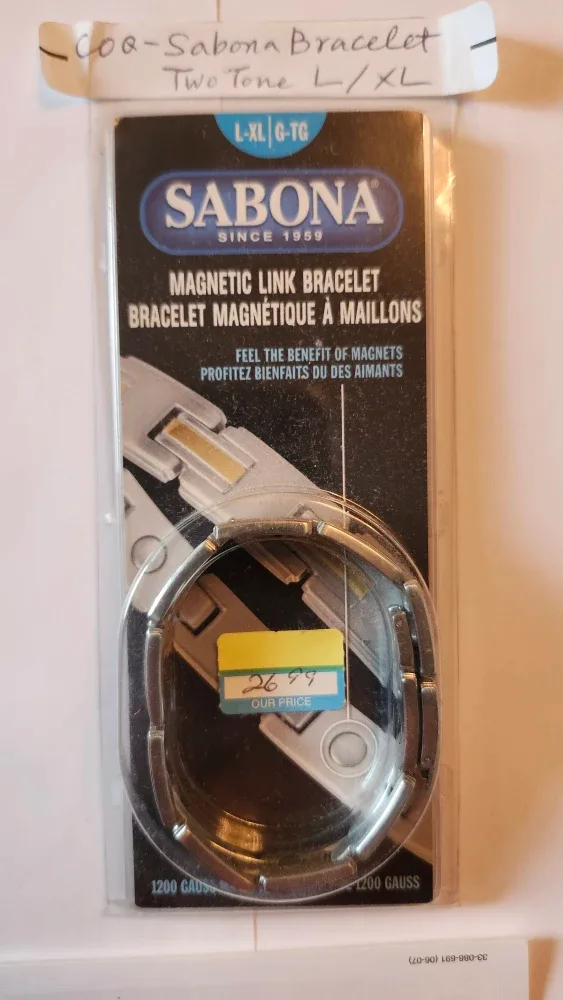 COQ-Sabona Bracelet
Two Tone L/XL
L-XL|G-TG
SABONA®
SINCE 1959
MAGNETIC LINK BRACELET
BRACELET MAGNÉTIQUE À MAILLONS
FEEL THE BENEFIT OF MAGNETS
PROFITEZ BIENFAITS DU DES AIMANTS
26 99
OUR PRICE
1200 GAUSS 1200 GAUSS
33-086-691 (06-07)